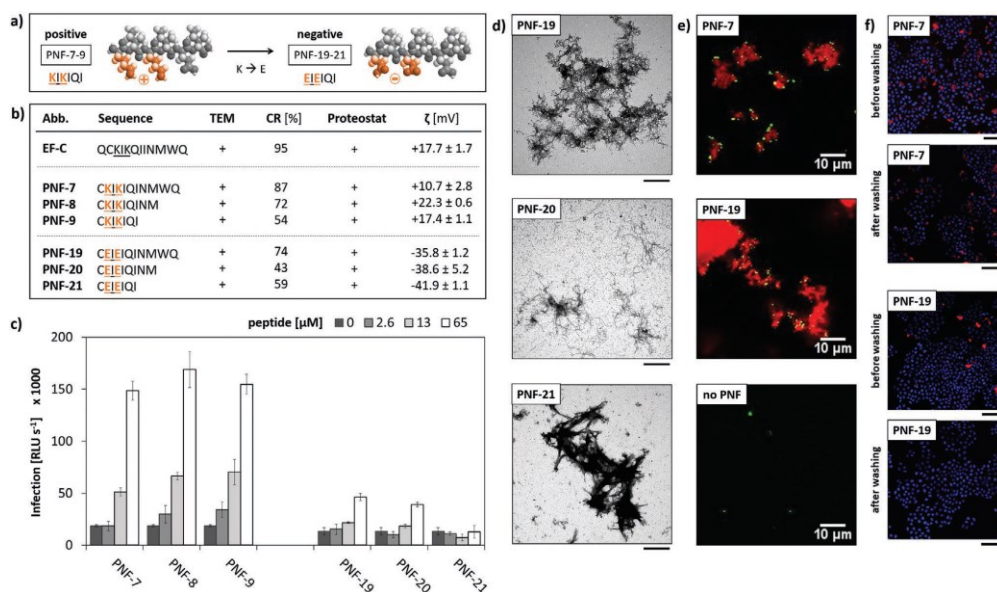 a)
positive
PNF-7-9
KIKIQI
K → E
negative
PNF-19-21
EIEIQI
b)
Abb. Sequence TEM CR [%] Proteostat ζ [mV]
EF-C QCKIKQIINMWQ + 95 + +17.7 ± 1.7
PNF-7 CKIKIQINMWQ + 87 + +10.7 ± 2.8
PNF-8 CKIKIQINM + 72 + +22.3 ± 0.6
PNF-9 CKIKIQI + 54 + +17.4 ± 1.1
PNF-19 CEIEIQINMWQ + 74 + -35.8 ± 1.2
PNF-20 CEIEIQINM + 43 + -38.6 ± 5.2
PNF-21 CEIEIQI + 59 + -41.9 ± 1.1
c)
peptide [µM] 0 2.6 13 65
Infection [RLU s⁻¹] x 1000
200
150
100
50
0
PNF-7
PNF-8
PNF-9
PNF-19
PNF-20
PNF-21
d)
PNF-19
PNF-20
PNF-21
e)
PNF-7
10 µm
PNF-19
10 µm
no PNF
10 µm
f)
PNF-7
before washing
PNF-7
after washing
PNF-19
before washing
PNF-19
after washing